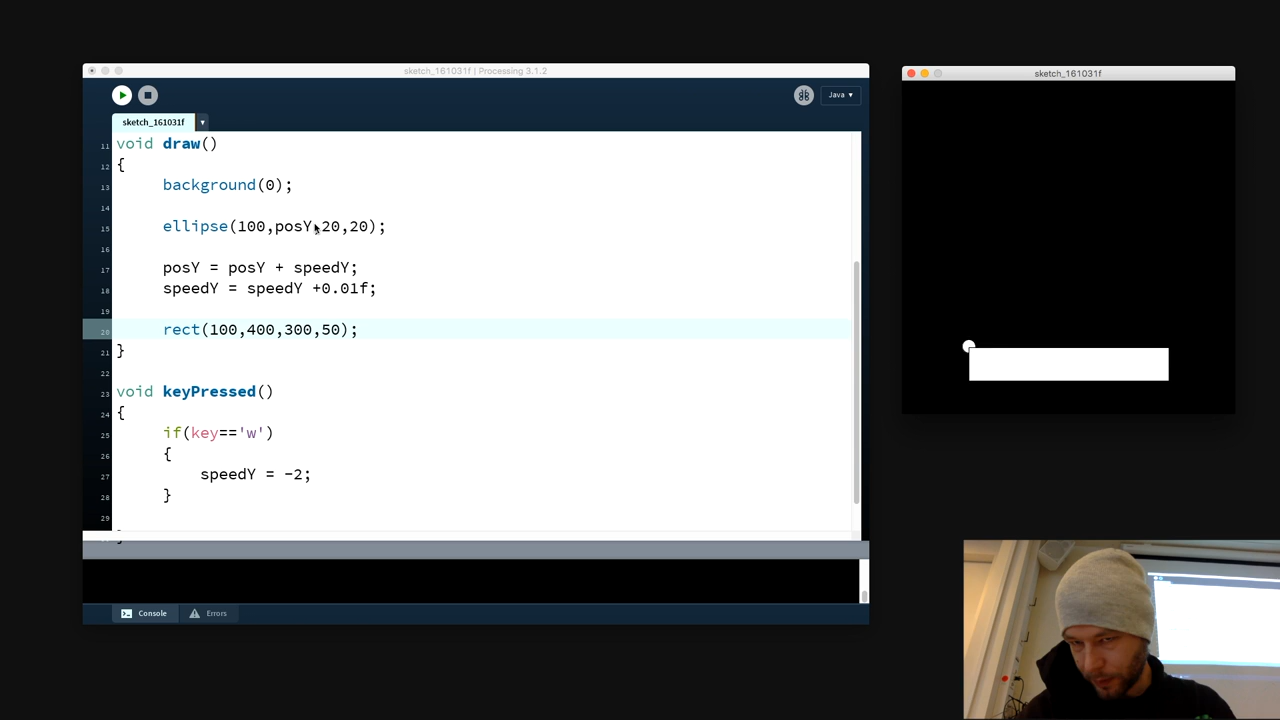 sketch_161031f | Processing 3.1.2
sketch_161031f
Java ▾
sketch_161031f ▾
11 void draw()
12 {
13 background(0);
14
15 ellipse(100,posY,20,20);
16
17 posY = posY + speedY;
18 speedY = speedY +0.01f;
19
20 rect(100,400,300,50);
21 }
22
23 void keyPressed()
24 {
25 if(key=='w')
26 {
27 speedY = -2;
28 }
29
Console
Errors